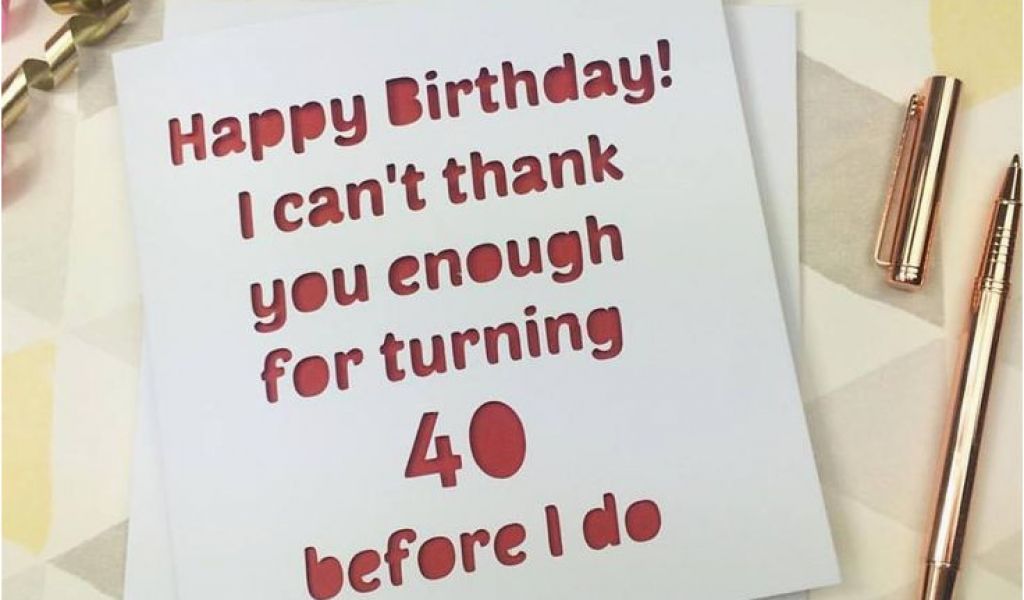 Happy Birthday!
I can't thank
you enough
for turning
40
before I do